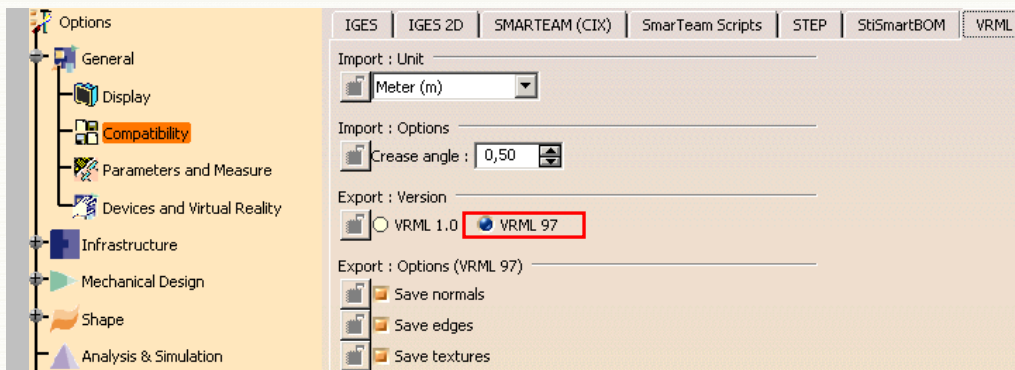 Options
General
Display
Compatibility
Parameters and Measure
Devices and Virtual Reality
Infrastructure
Mechanical Design
Shape
Analysis & Simulation
IGES IGES 2D SMARTEAM (CIX) SmarTeam Scripts STEP StiSmartBOM VRML
Import : Unit
Meter (m)
Import : Options
Crease angle : 0,50
Export : Version
VRML 1.0 VRML 97
Export : Options (VRML 97)
Save normals
Save edges
Save textures